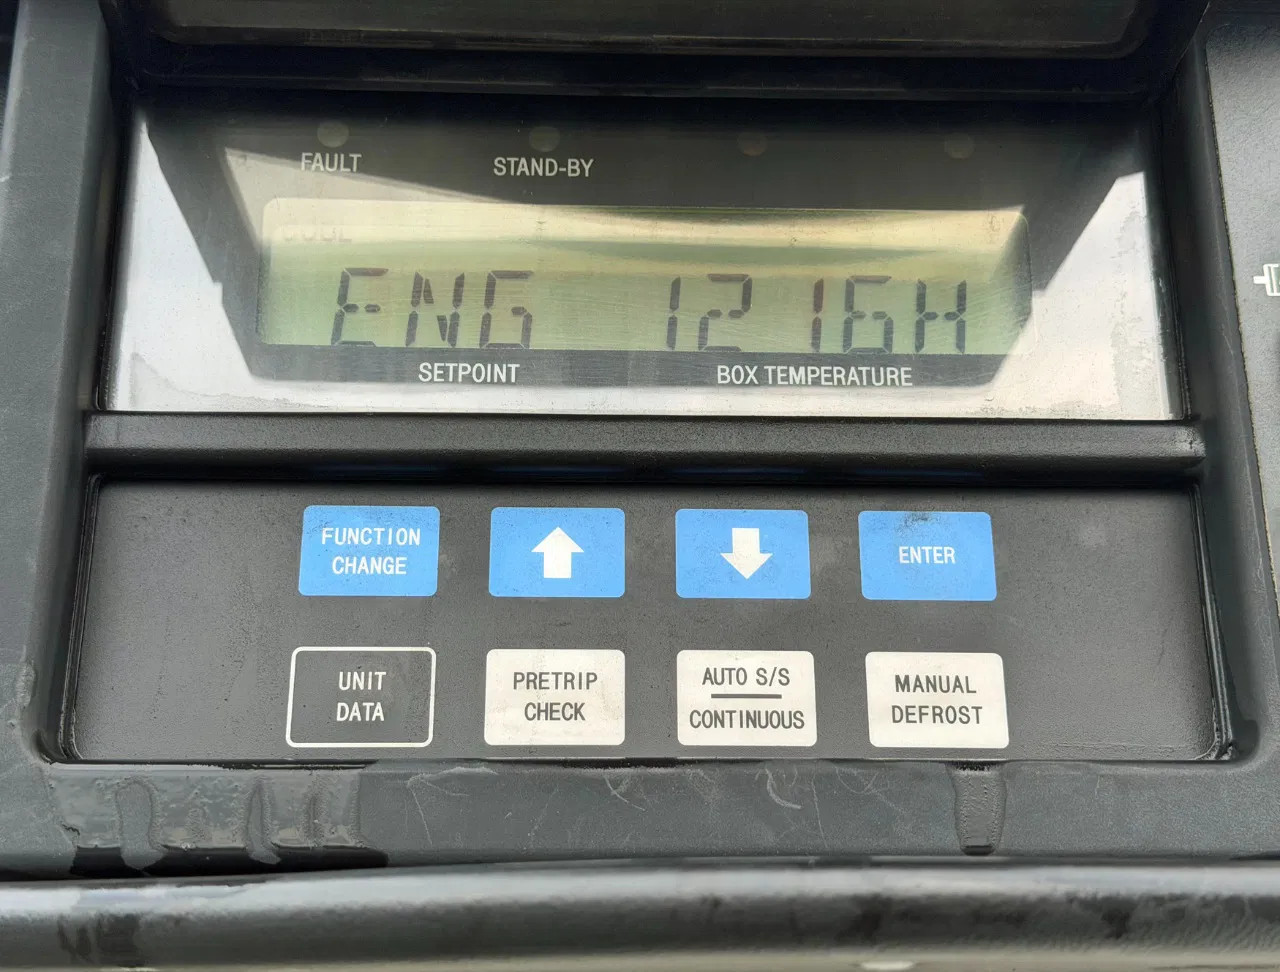 FAULT
STAND-BY
COOL
ENG 1216H
SETPOINT
BOX TEMPERATURE
FUNCTION
CHANGE
ENTER
UNIT
DATA
PRETRIP
CHECK
AUTO S/S
CONTINUOUS
MANUAL
DEFROST